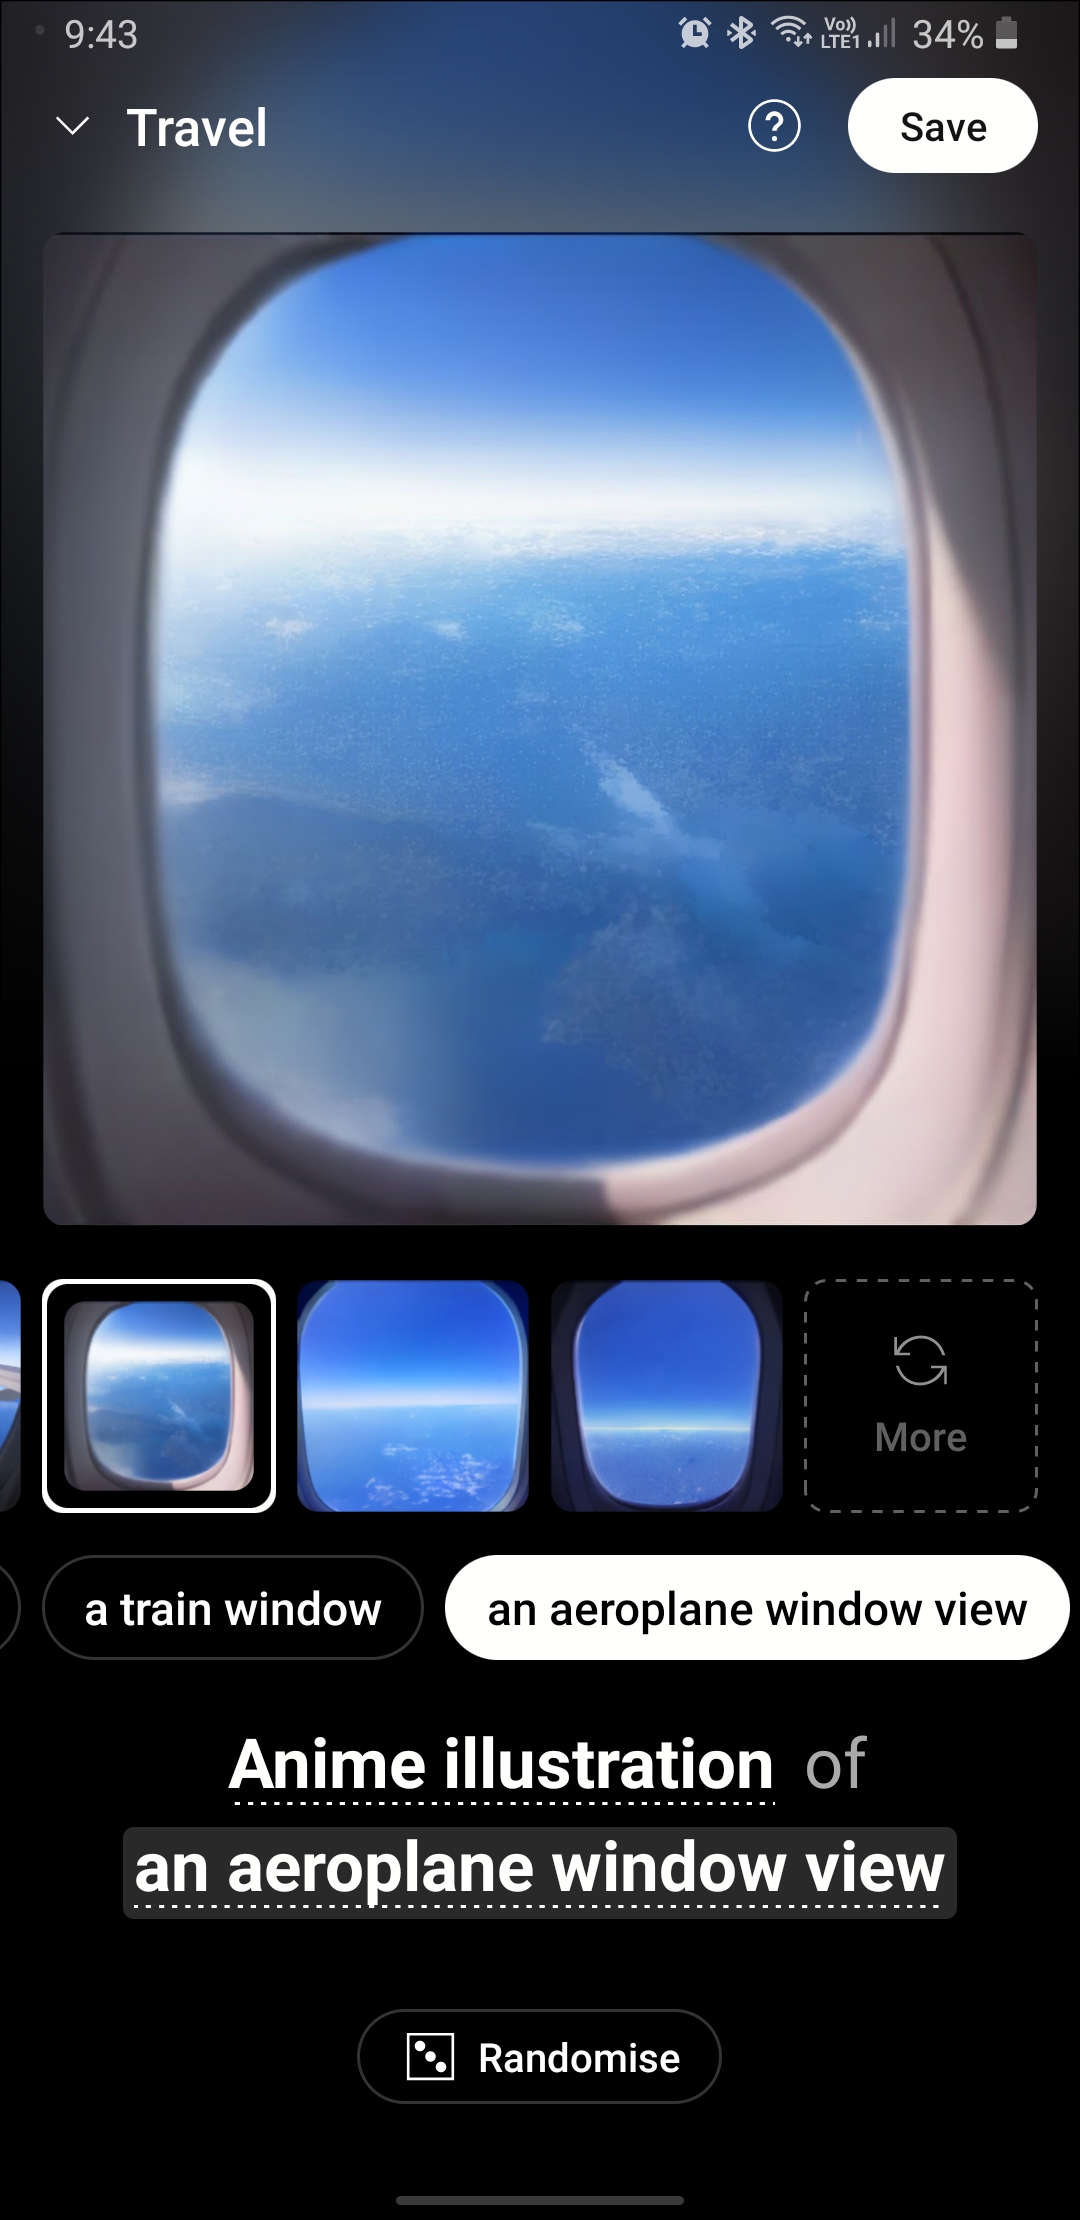 9:43
Vo)) LTE1 34%
Travel
?
Save
More
a train window
an aeroplane window view
Anime illustration of
an aeroplane window view
Randomise